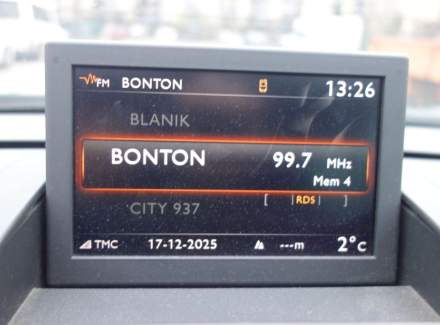 FM BONTON 13:26
BLANIK
BONTON 99.7 MHz
Mem 4
CITY 937 [ | RDS | ]
TMC 17-12-2025 ---m 2°C